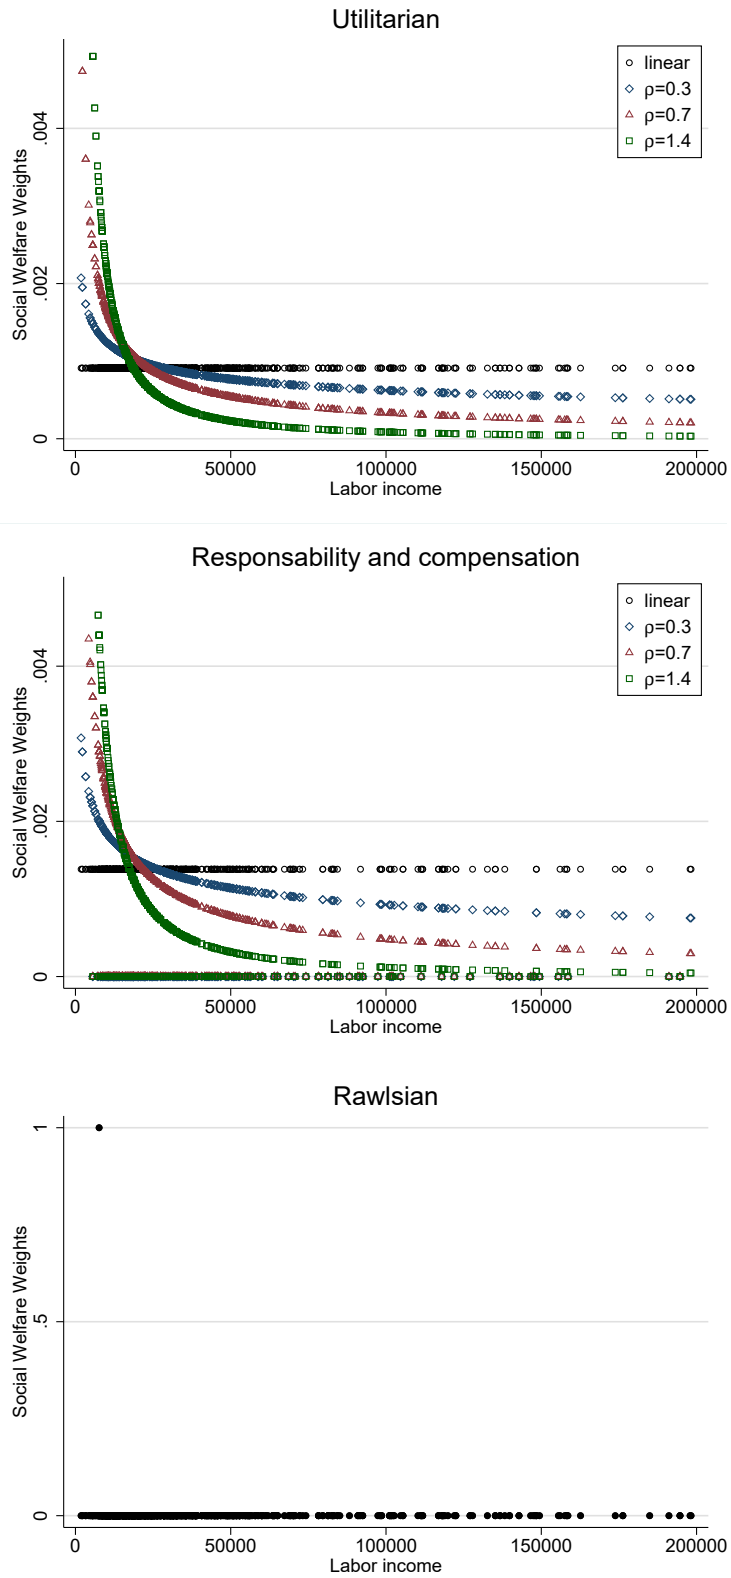 Utilitarian
linear
ρ=0.3
ρ=0.7
ρ=1.4
Social Welfare Weights
.004
.002
0
0 50000 100000 150000 200000
Labor income
Responsability and compensation
linear
ρ=0.3
ρ=0.7
ρ=1.4
Social Welfare Weights
.004
.002
0
0 50000 100000 150000 200000
Labor income
Rawlsian
Social Welfare Weights
1
.5
0
0 50000 100000 150000 200000
Labor income